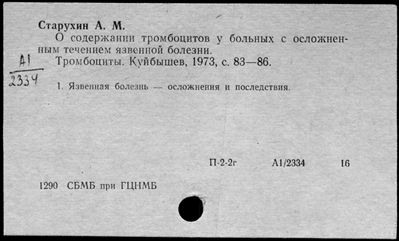 Старухин А. М.
О содержании тромбоцитов у больных с осложнен-
ным течением язвенной болезни.
Тромбоциты. Куйбышев, 1973, с. 83—86.
А1
2334
1. Язвенная болезнь — осложнения и последствия.
П-2-2г А1/2334 16
1290 СБМБ при ГЦНМБ